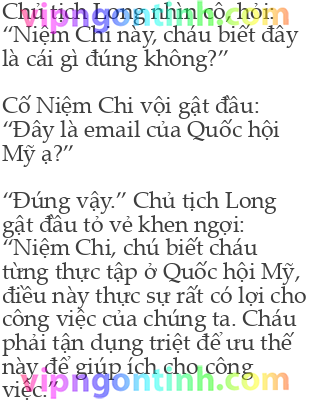 Chủ tịch Long nhìn cô, hỏi:
“Niệm Chi này, cháu biết đây
là cái gì đúng không?”
Cố Niệm Chi vội gật đầu:
“Đây là email của Quốc hội
Mỹ ạ?”
“Đúng vậy.” Chủ tịch Long
gật đầu tỏ vẻ khen ngợi:
“Niệm Chi, chú biết cháu
từng thực tập ở Quốc hội Mỹ,
điều này thực sự rất có lợi cho
công việc của chúng ta. Cháu
phải tận dụng triệt để ưu thế
này để giúp ích cho công
việc.”
vipngontinh.com
vipngontinh.com